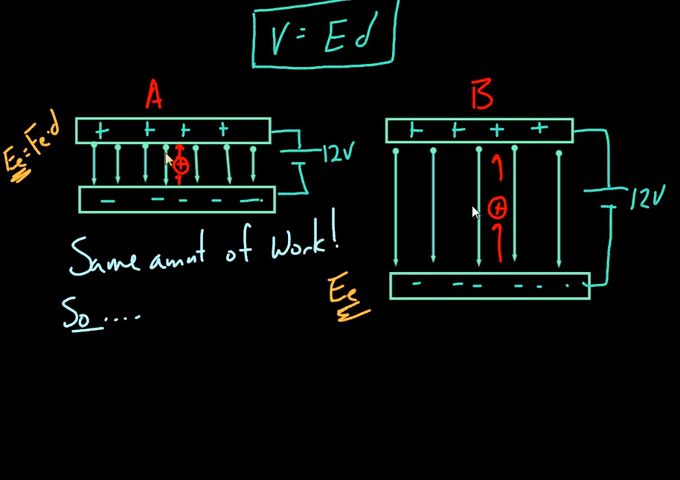 V = Ed
A
B
Ee = Fe·d
+ + + +
+ + + +
12V
+
12V
+
- - - - -
Same amnt of Work!
Ee
- - - - - -
So....